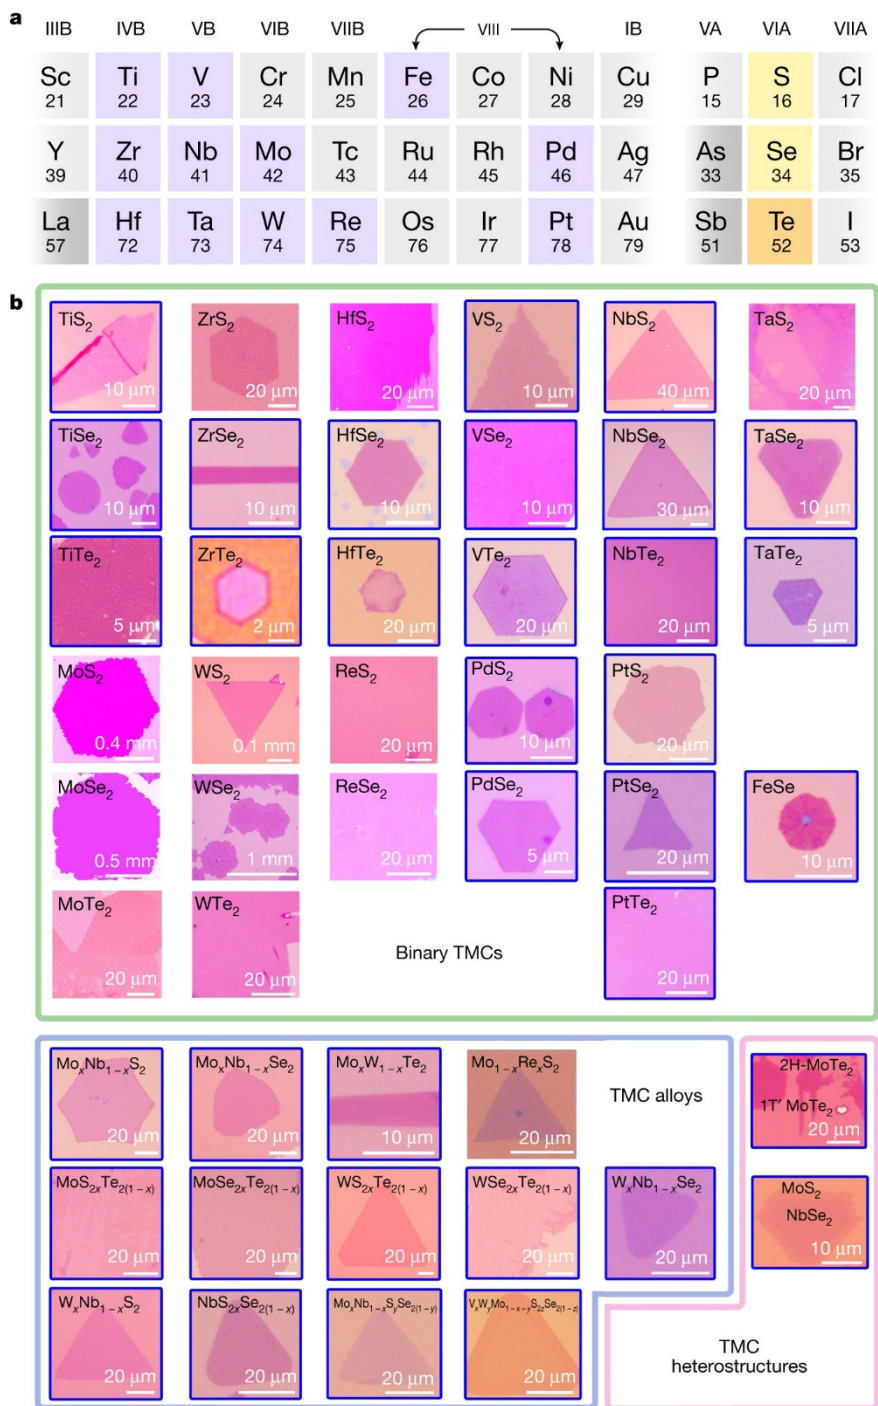 a
IIIB IVB VB VIB VIIB VIII IB VA VIA VIIA
Sc Ti V Cr Mn Fe Co Ni Cu P S Cl
21 22 23 24 25 26 27 28 29 15 16 17
Y Zr Nb Mo Tc Ru Rh Pd Ag As Se Br
39 40 41 42 43 44 45 46 47 33 34 35
La Hf Ta W Re Os Ir Pt Au Sb Te I
57 72 73 74 75 76 77 78 79 51 52 53
b
TiS₂ ZrS₂ HfS₂ VS₂ NbS₂ TaS₂
10 μm 20 μm 20 μm 10 μm 40 μm 20 μm
TiSe₂ ZrSe₂ HfSe₂ VSe₂ NbSe₂ TaSe₂
10 μm 10 μm 10 μm 10 μm 30 μm 10 μm
TiTe₂ ZrTe₂ HfTe₂ VTe₂ NbTe₂ TaTe₂
5 μm 2 μm 20 μm 20 μm 20 μm 5 μm
MoS₂ WS₂ ReS₂ PdS₂ PtS₂
0.4 mm 0.1 mm 20 μm 10 μm 20 μm
MoSe₂ WSe₂ ReSe₂ PdSe₂ PtSe₂ FeSe
0.5 mm 1 mm 20 μm 5 μm 20 μm 10 μm
MoTe₂ WTe₂ PtTe₂
Binary TMCs
20 μm 20 μm 20 μm
MoₓNb₁₋ₓS₂ MoₓNb₁₋ₓSe₂ MoₓW₁₋ₓTe₂ Mo₁₋ₓReₓS₂
TMC alloys
20 μm 20 μm 10 μm 20 μm
2H-MoTe₂
1T′ MoTe₂
20 μm
MoS₂ₓTe₂₍₁₋ₓ₎ MoSe₂ₓTe₂₍₁₋ₓ₎ WS₂ₓTe₂₍₁₋ₓ₎ WSe₂ₓTe₂₍₁₋ₓ₎ WₓNb₁₋ₓSe₂
20 μm 20 μm 20 μm 20 μm 20 μm
MoS₂
NbSe₂
10 μm
WₓNb₁₋ₓS₂ NbS₂ₓSe₂₍₁₋ₓ₎ MoₓNb₁₋ₓS_ySe₂₍₁₋y₎ VₓW_yMo₁₋ₓ₋yS₂zSe₂₍₁₋z₎
20 μm 20 μm 20 μm 20 μm
TMC
heterostructures